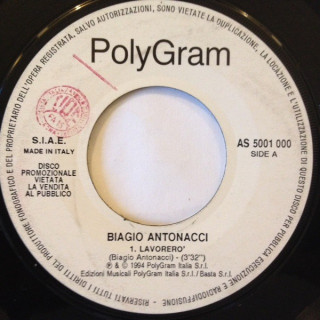 SALVO AUTORIZZAZIONI, SONO VIETATE LA DUPLICAZIONE, LA LOCAZIONE E
PolyGram
S.I.A.E.
MADE IN ITALY
AS 5001 000
SIDE A
DISCO
PROMOZIONALE
VIETATA
LA VENDITA
AL PUBBLICO
BIAGIO ANTONACCI
1. LAVORERO'
(Biagio Antonacci) - (3'32")
℗ & © 1994 PolyGram Italia S.r.l.
Edizioni Musicali PolyGram Italia S.r.l. / Basta S.r.l.
RISERVATI TUTTI I DIRITTI DEL PRODUTTORE FONOGRAFICO E DEL PROPRIETARIO DELL'OPERA REGISTRATA,
DI QUESTO DISCO PER PUBBLICA ESECUZIONE E RADIODIFFUSIONE -